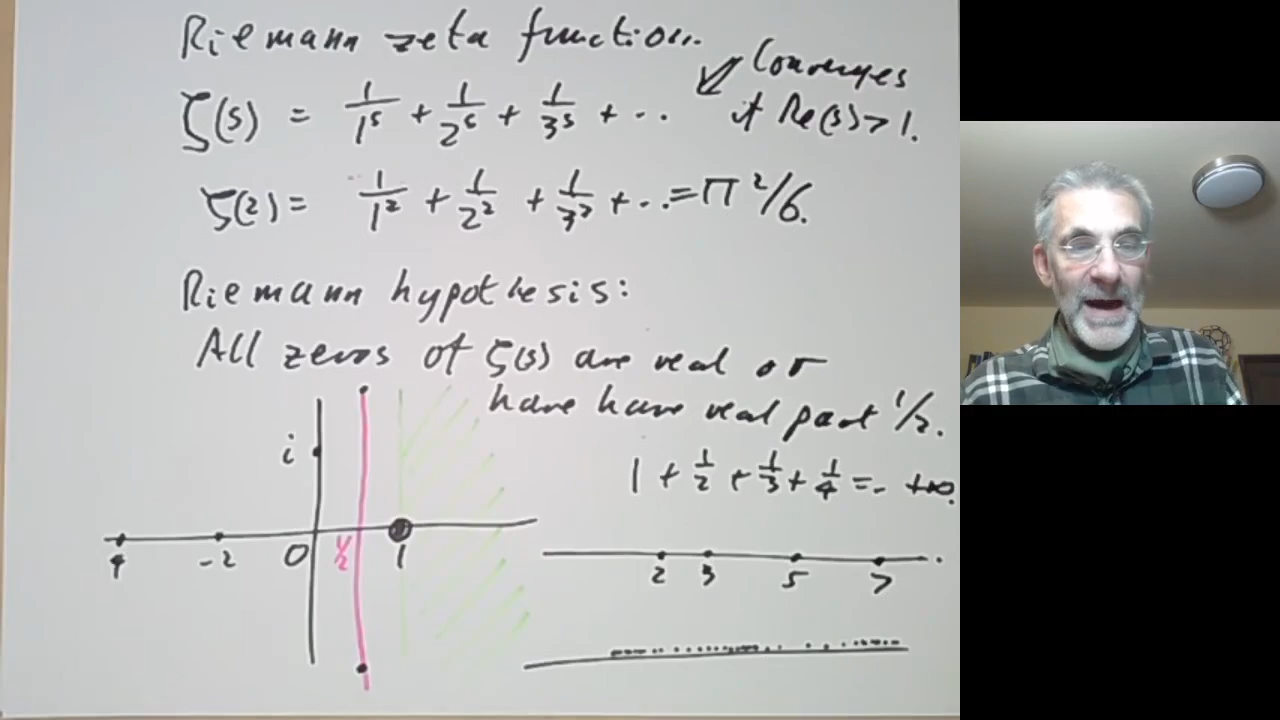 Riemann zeta function.
Converges
if Re(s) > 1.
ζ(s) = 1/1^s + 1/2^s + 1/3^s + ...
ζ(2) = 1/1^2 + 1/2^2 + 1/3^2 + ... = π^2/6.
Riemann hypothesis:
All zeros of ζ(s) are real or
have have real part 1/2.
1 + 1/2 + 1/3 + 1/4 = .. +∞.
i
-2 0 1/2 1
2 3 5 7